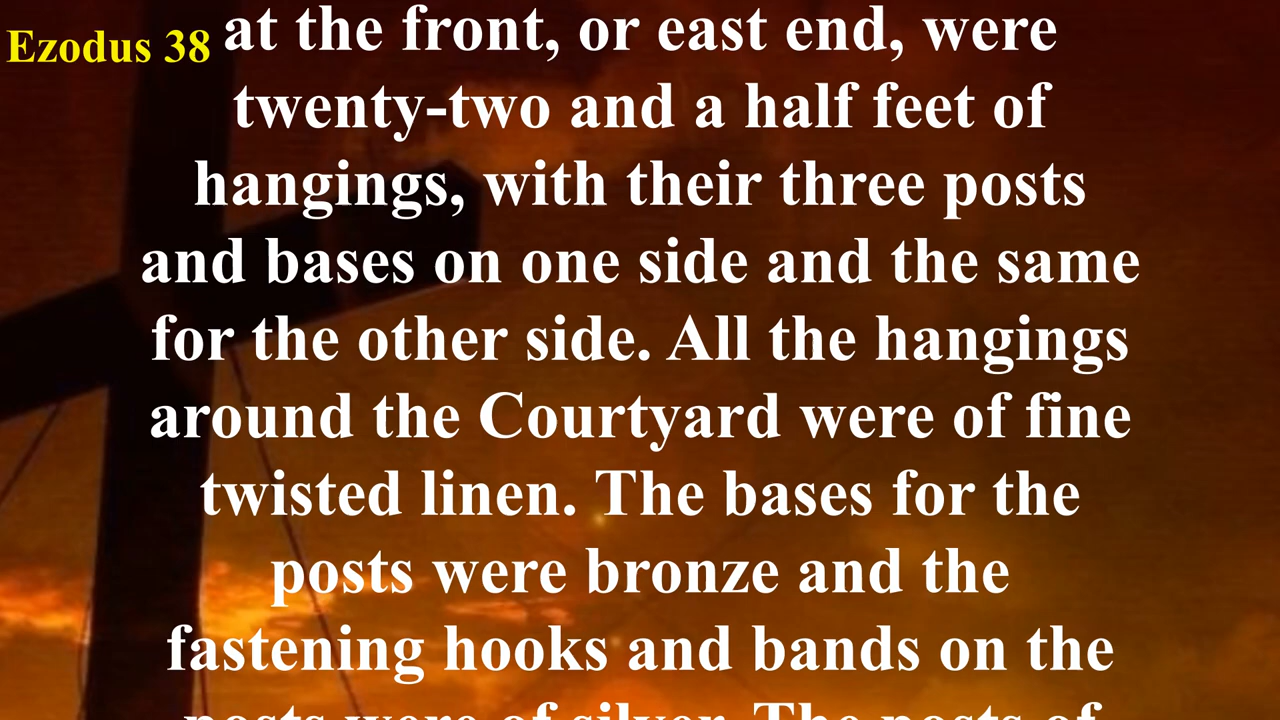 Ezodus 38
at the front, or east end, were
twenty-two and a half feet of
hangings, with their three posts
and bases on one side and the same
for the other side. All the hangings
around the Courtyard were of fine
twisted linen. The bases for the
posts were bronze and the
fastening hooks and bands on the
posts were of silver. The posts of